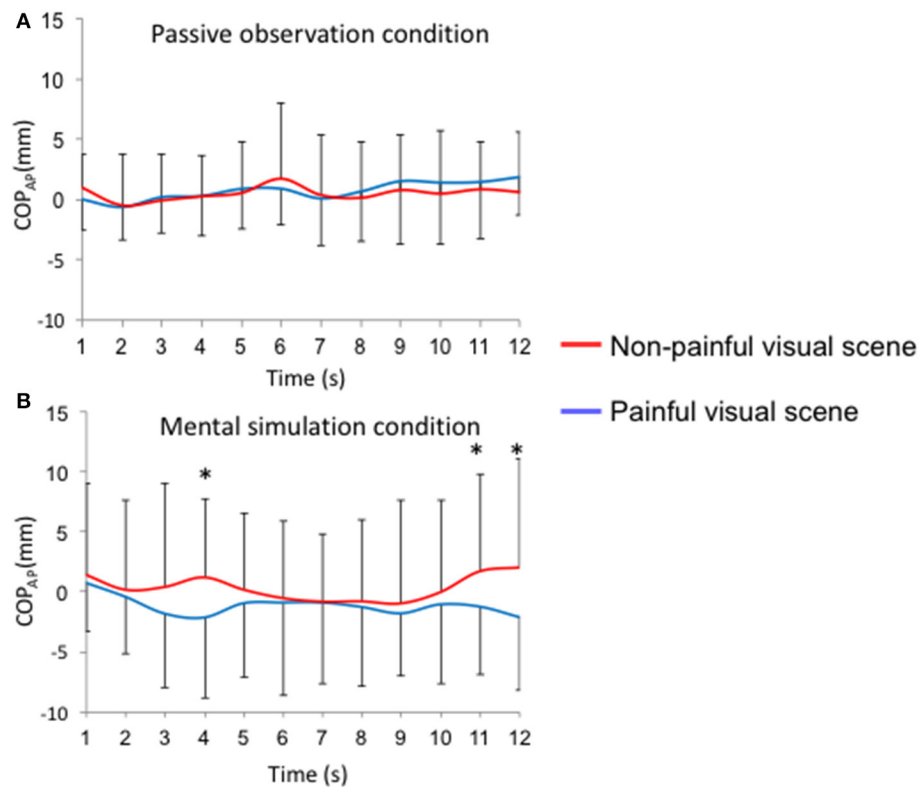 A
Passive observation condition
15
10
5
0
-5
-10
COP_AP(mm)
1 2 3 4 5 6 7 8 9 10 11 12
Time (s)
Non-painful visual scene
Painful visual scene
B
Mental simulation condition
15
10
5
0
-5
-10
COP_AP(mm)
* * *
1 2 3 4 5 6 7 8 9 10 11 12
Time (s)